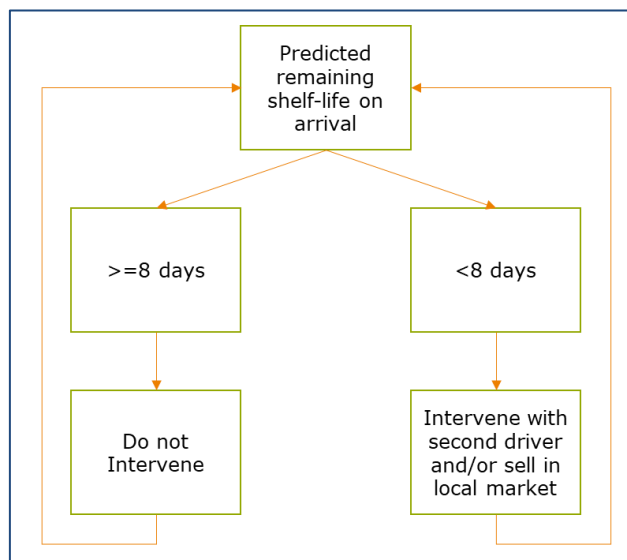 Predicted
remaining
shelf-life on
arrival
>=8 days
<8 days
Do not
Intervene
Intervene with
second driver
and/or sell in
local market